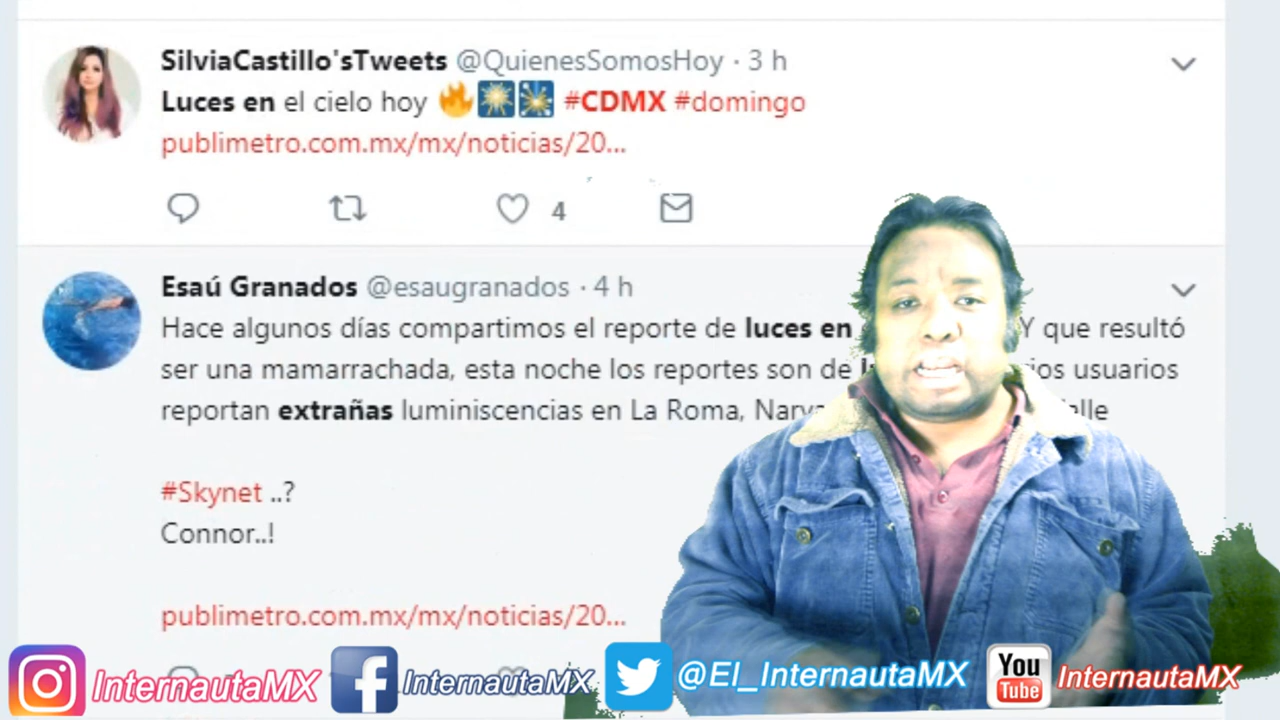 SilviaCastillo'sTweets @QuienesSomosHoy · 3 h
Luces en el cielo hoy #CDMX #domingo
publimetro.com.mx/mx/noticias/20...
4
Esaú Granados @esaugranados · 4 h
Hace algunos días compartimos el reporte de luces en Y que resultó
ser una mamarrachada, esta noche los reportes son de usuarios
reportan extrañas luminiscencias en La Roma,
#Skynet ..?
Connor..!
publimetro.com.mx/mx/noticias/20...
InternautaMX InternautaMX @El_InternautaMX You Tube InternautaMX